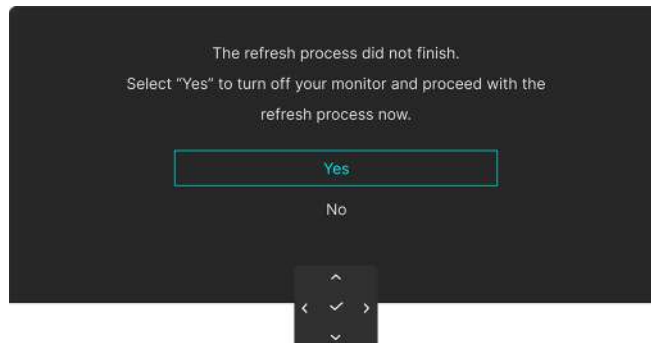 The refresh process did not finish.
Select “Yes” to turn off your monitor and proceed with the
refresh process now.
Yes
No